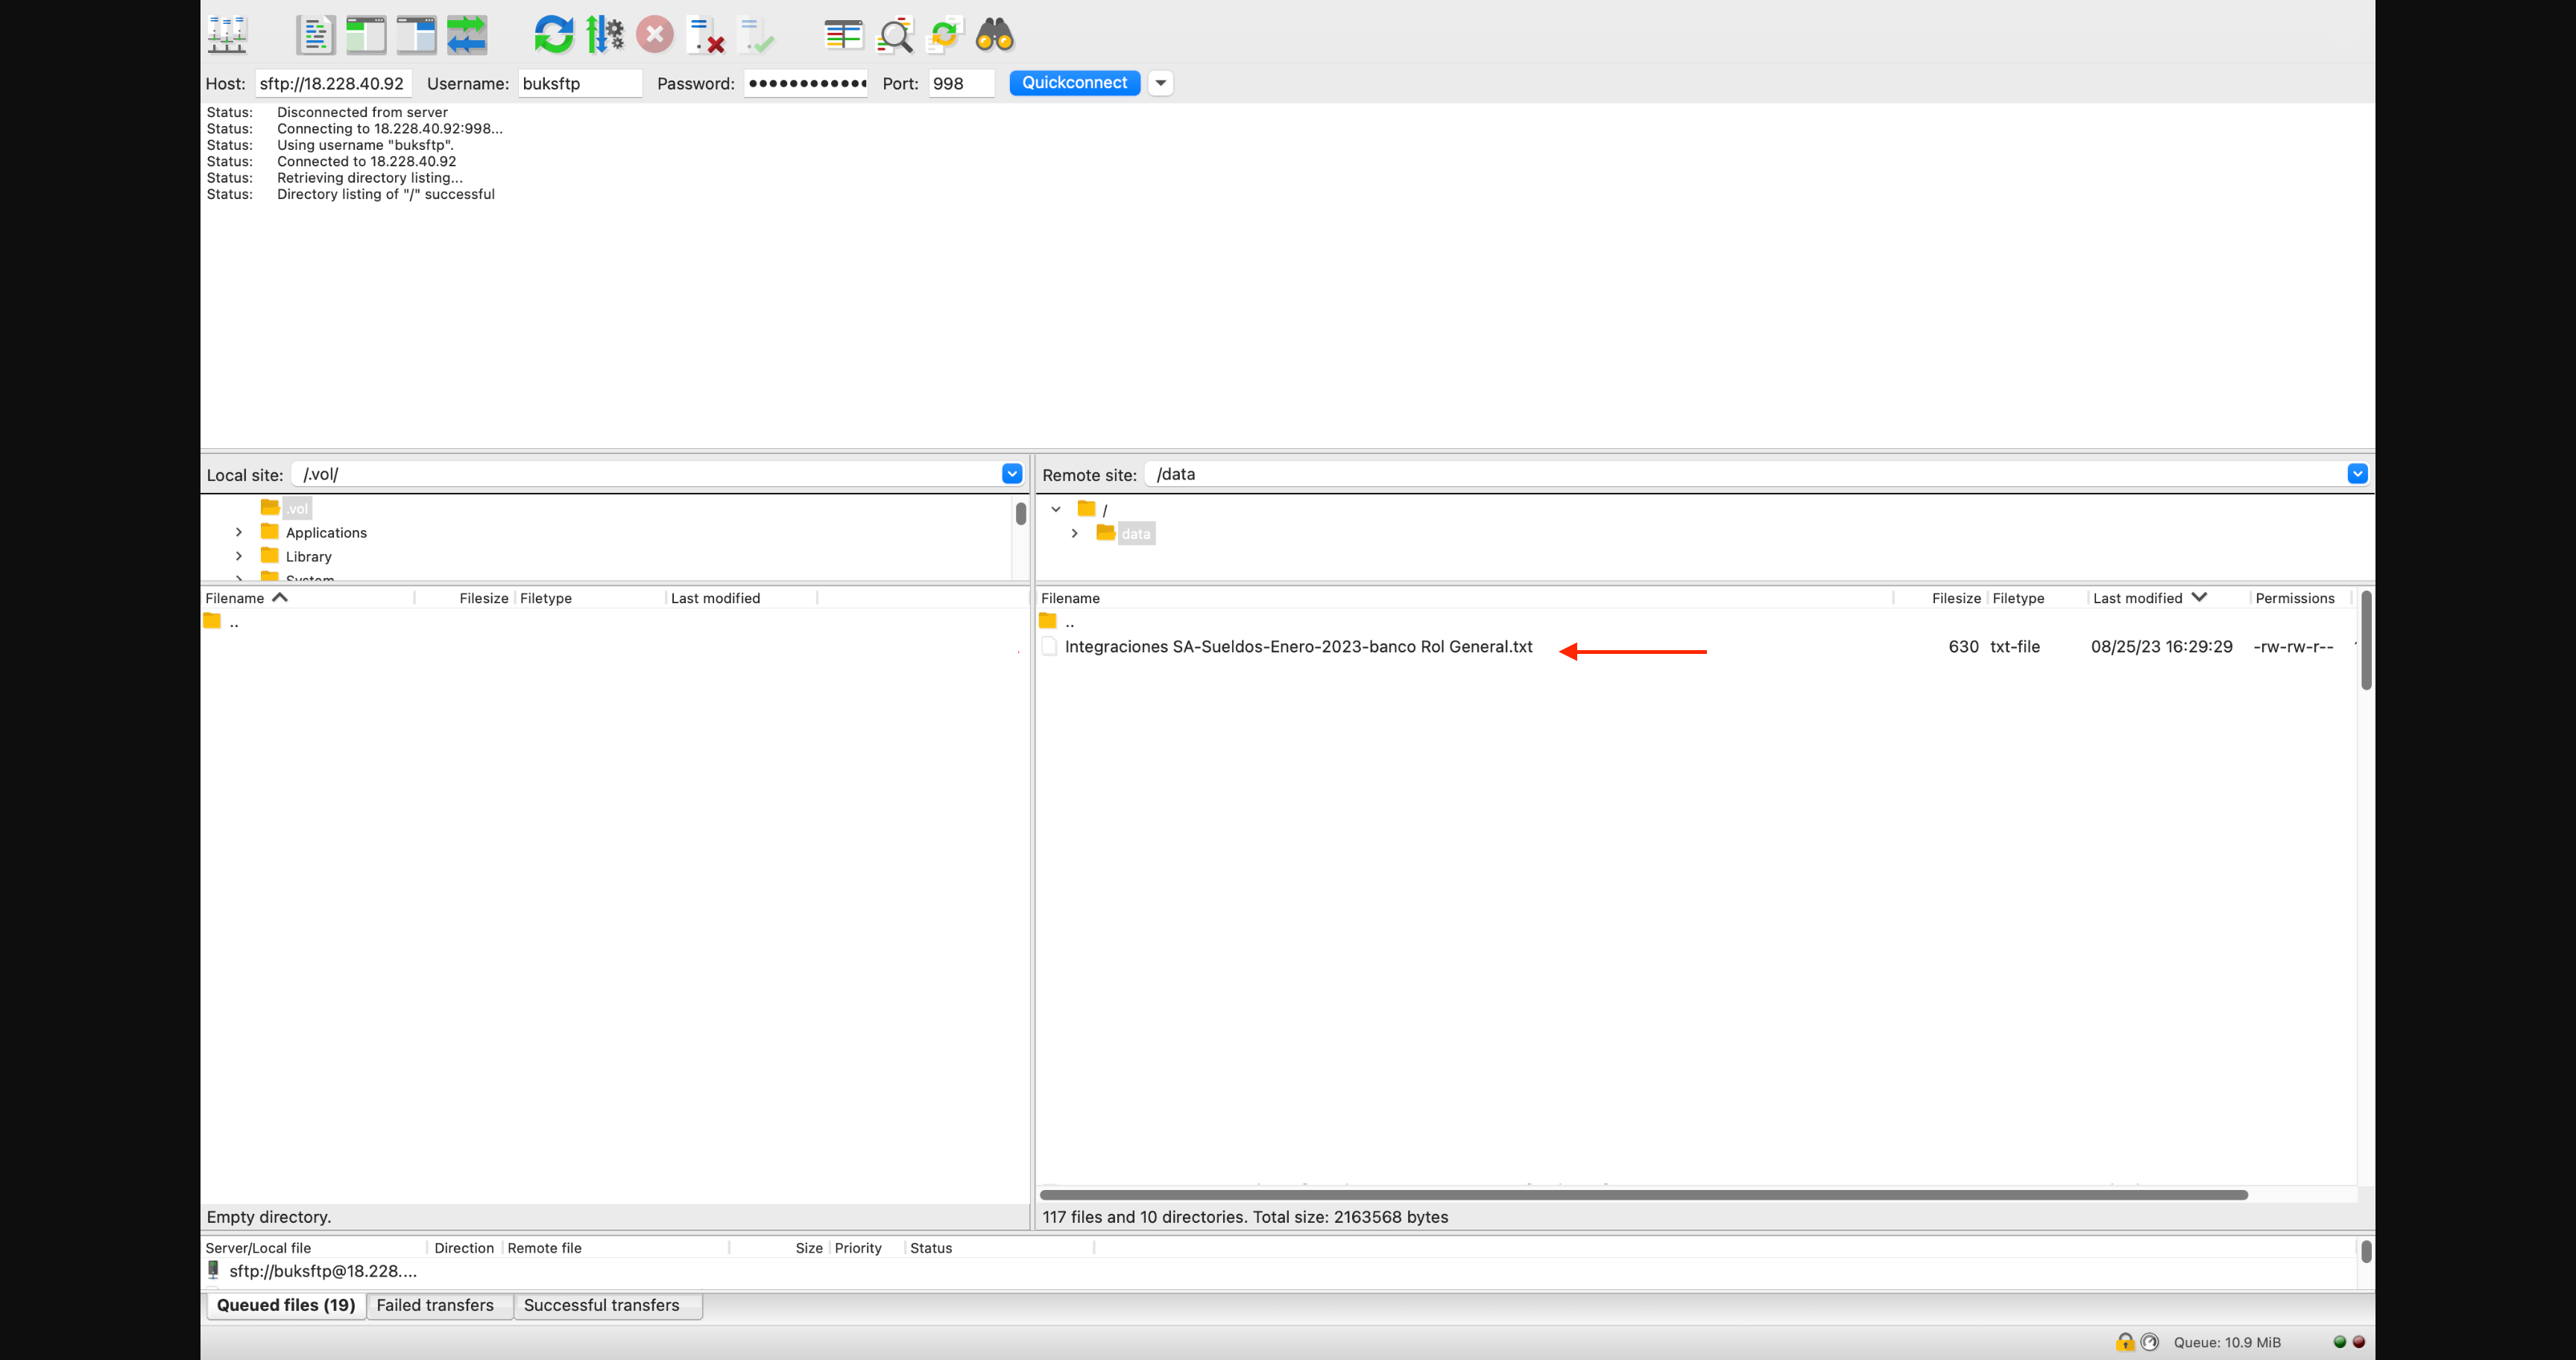 Host: sftp://18.228.40.92 Username: buksftp Password: •••••••••••• Port: 998 Quickconnect
Status: Disconnected from server
Status: Connecting to 18.228.40.92:998...
Status: Using username "buksftp".
Status: Connected to 18.228.40.92
Status: Retrieving directory listing...
Status: Directory listing of "/" successful
Local site: /.vol/
.vol
Applications
Library
System
Filename Filesize Filetype Last modified
..
Empty directory.
Remote site: /data
/
data
Filename Filesize Filetype Last modified Permissions
..
Integraciones SA-Sueldos-Enero-2023-banco Rol General.txt 630 txt-file 08/25/23 16:29:29 -rw-rw-r--
117 files and 10 directories. Total size: 2163568 bytes
Server/Local file Direction Remote file Size Priority Status
sftp://buksftp@18.228....
Queued files (19) Failed transfers Successful transfers
Queue: 10.9 MiB